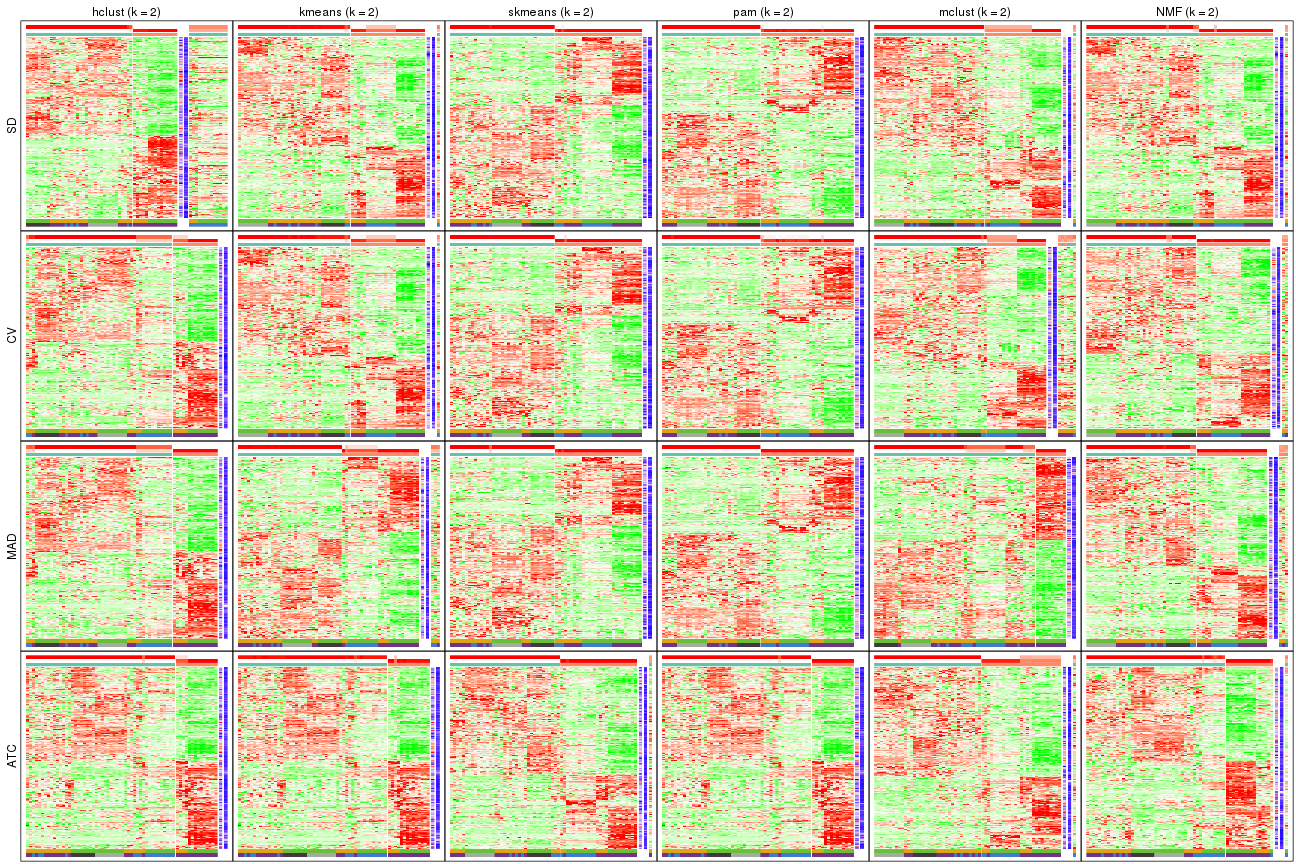 hclust (k = 2) kmeans (k = 2) skmeans (k = 2) pam (k = 2) mclust (k = 2) NMF (k = 2)
SD
CV
MAD
ATC